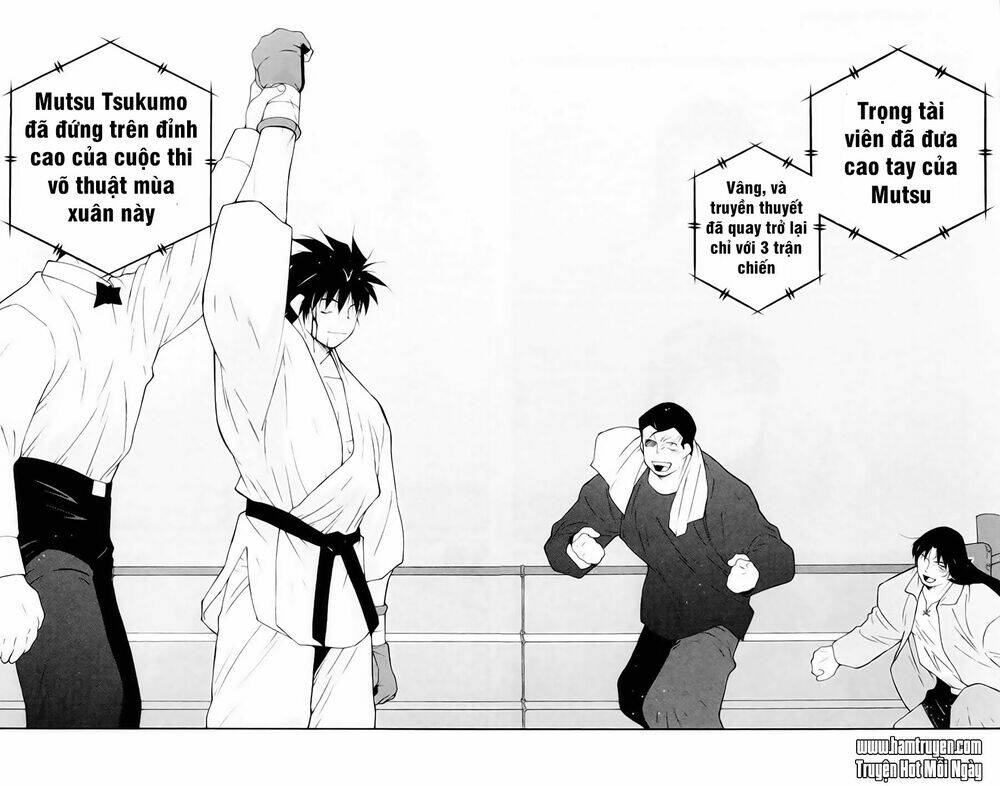 Trọng tài
viên đã đưa
cao tay của
Mutsu
Vâng, và
truyền thuyết
đã quay trở lại
chỉ với 3 trận
chiến
Mutsu Tsukumo
đã đứng trên đỉnh
cao của cuộc thi
võ thuật mùa
xuân này
www.hamtruyen.com
Truyện Hot Mỗi Ngày